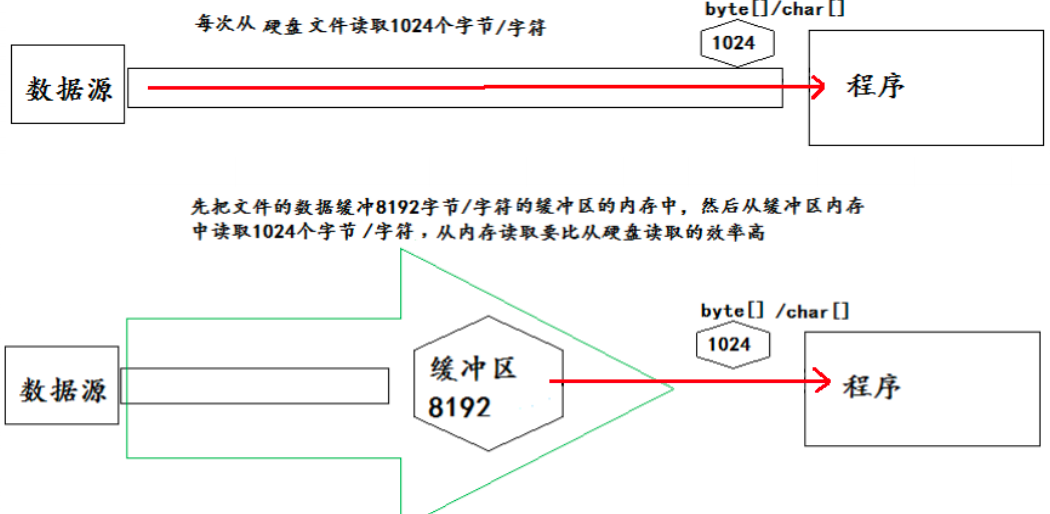 每次从 硬盘 文件读取1024个字节/字符
byte[]/char[]
1024
数据源
程序
先把文件的数据缓冲8192字节/字符的缓冲区的内存中，然后从缓冲区内存
中读取1024个字节 /字符，从内存读取要比从硬盘读取的效率高
byte[] /char[]
1024
缓冲区
8192
数据源
程序